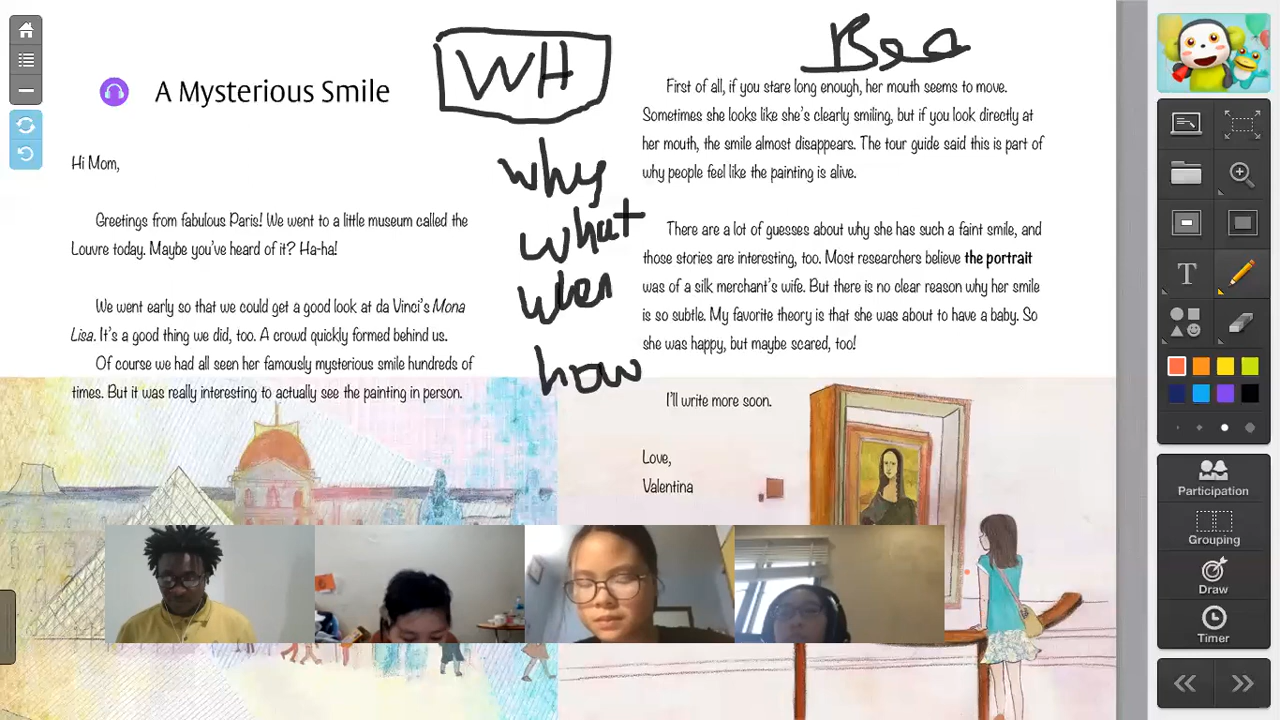 A Mysterious Smile
Hi Mom,
Greetings from fabulous Paris! We went to a little museum called the
Louvre today. Maybe you've heard of it? Ha-ha!
We went early so that we could get a good look at da Vinci's Mona
Lisa. It's a good thing we did, too. A crowd quickly formed behind us.
Of course we had all seen her famously mysterious smile hundreds of
times. But it was really interesting to actually see the painting in person.
WH
why
what
when
how
Bea
First of all, if you stare long enough, her mouth seems to move.
Sometimes she looks like she's clearly smiling, but if you look directly at
her mouth, the smile almost disappears. The tour guide said this is part of
why people feel like the painting is alive.
There are a lot of guesses about why she has such a faint smile, and
those stories are interesting, too. Most researchers believe the portrait
was of a silk merchant's wife. But there is no clear reason why her smile
is so subtle. My favorite theory is that she was about to have a baby. So
she was happy, but maybe scared, too!
I'll write more soon.
Love,
Valentina
T
Participation
Grouping
Draw
Timer